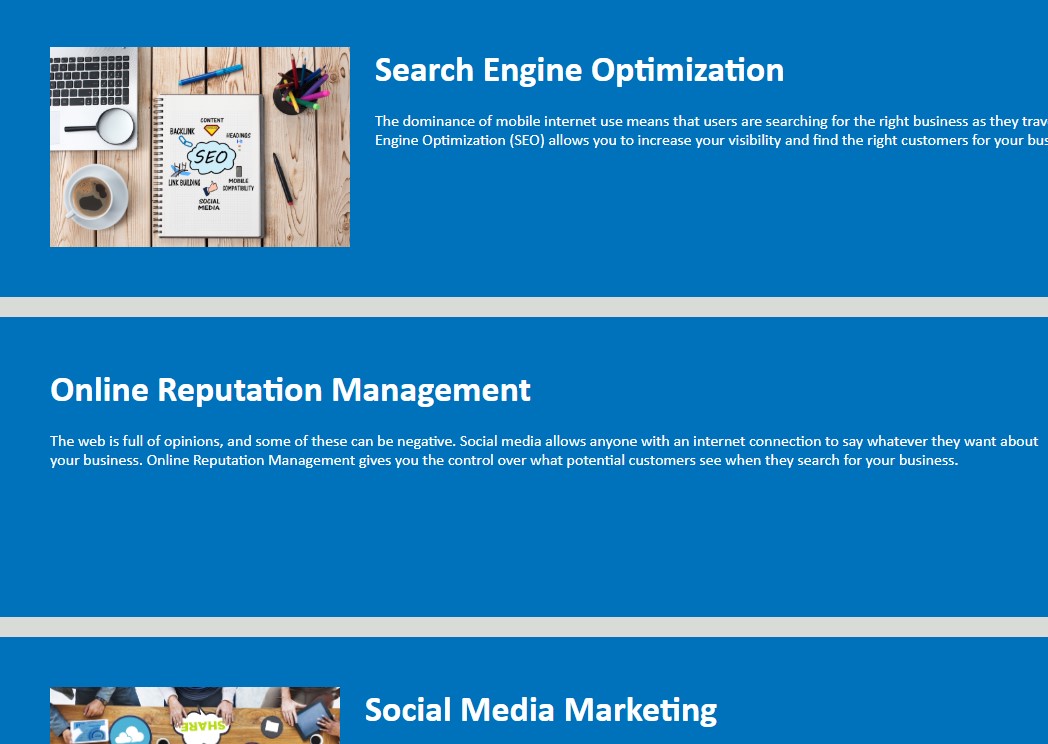 Search Engine Optimization
The dominance of mobile internet use means that users are searching for the right business as they
Engine Optimization (SEO) allows you to increase your visibility and find the right customers for your
CONTENT
BACKLINK
HEADINGS
SEO
LINK BUILDING
MOBILE
COMPATIBILITY
SOCIAL
MEDIA
Online Reputation Management
The web is full of opinions, and some of these can be negative. Social media allows anyone with an internet connection to say whatever they want about
your business. Online Reputation Management gives you the control over what potential customers see when they search for your business.
Social Media Marketing
SHARE